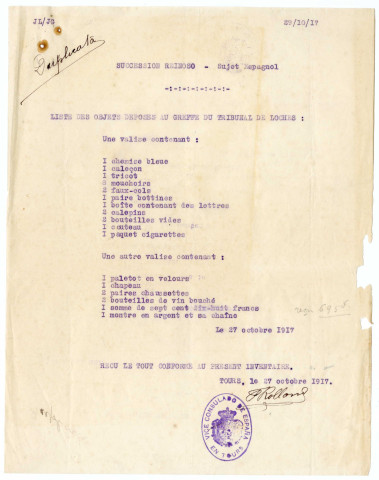 JL/JG
29/10/17
Duplicata
SUCCESSION REINOSO - Sujet Espagnol
-:-:-:-:-:-:-
LISTE DES OBJETS DEPOSES AU GREFFE DU TRIBUNAL DE LOCHES :
Une valise contenant :
I chemise bleue
I caleçon
I tricot
6 mouchoirs
2 faux-cols
I paire bottines
I boîte contenant des lettres
2 calepins
2 bouteilles vides
I couteau
I paquet cigarettes
Une autre valise contenant :
I paletot en velours
I chapeau
2 paires chaussettes
2 bouteilles de vin bouché
I somme de sept cent dix-huit francs
I montre en argent et sa chaîne
Le 27 octobre 1917
RECU LE TOUT CONFORME AU PRESENT INVENTAIRE.
TOURS, le 27 octobre 1917.
Rolland
VICE CONSULADO DE ESPAÑA
EN TOURS